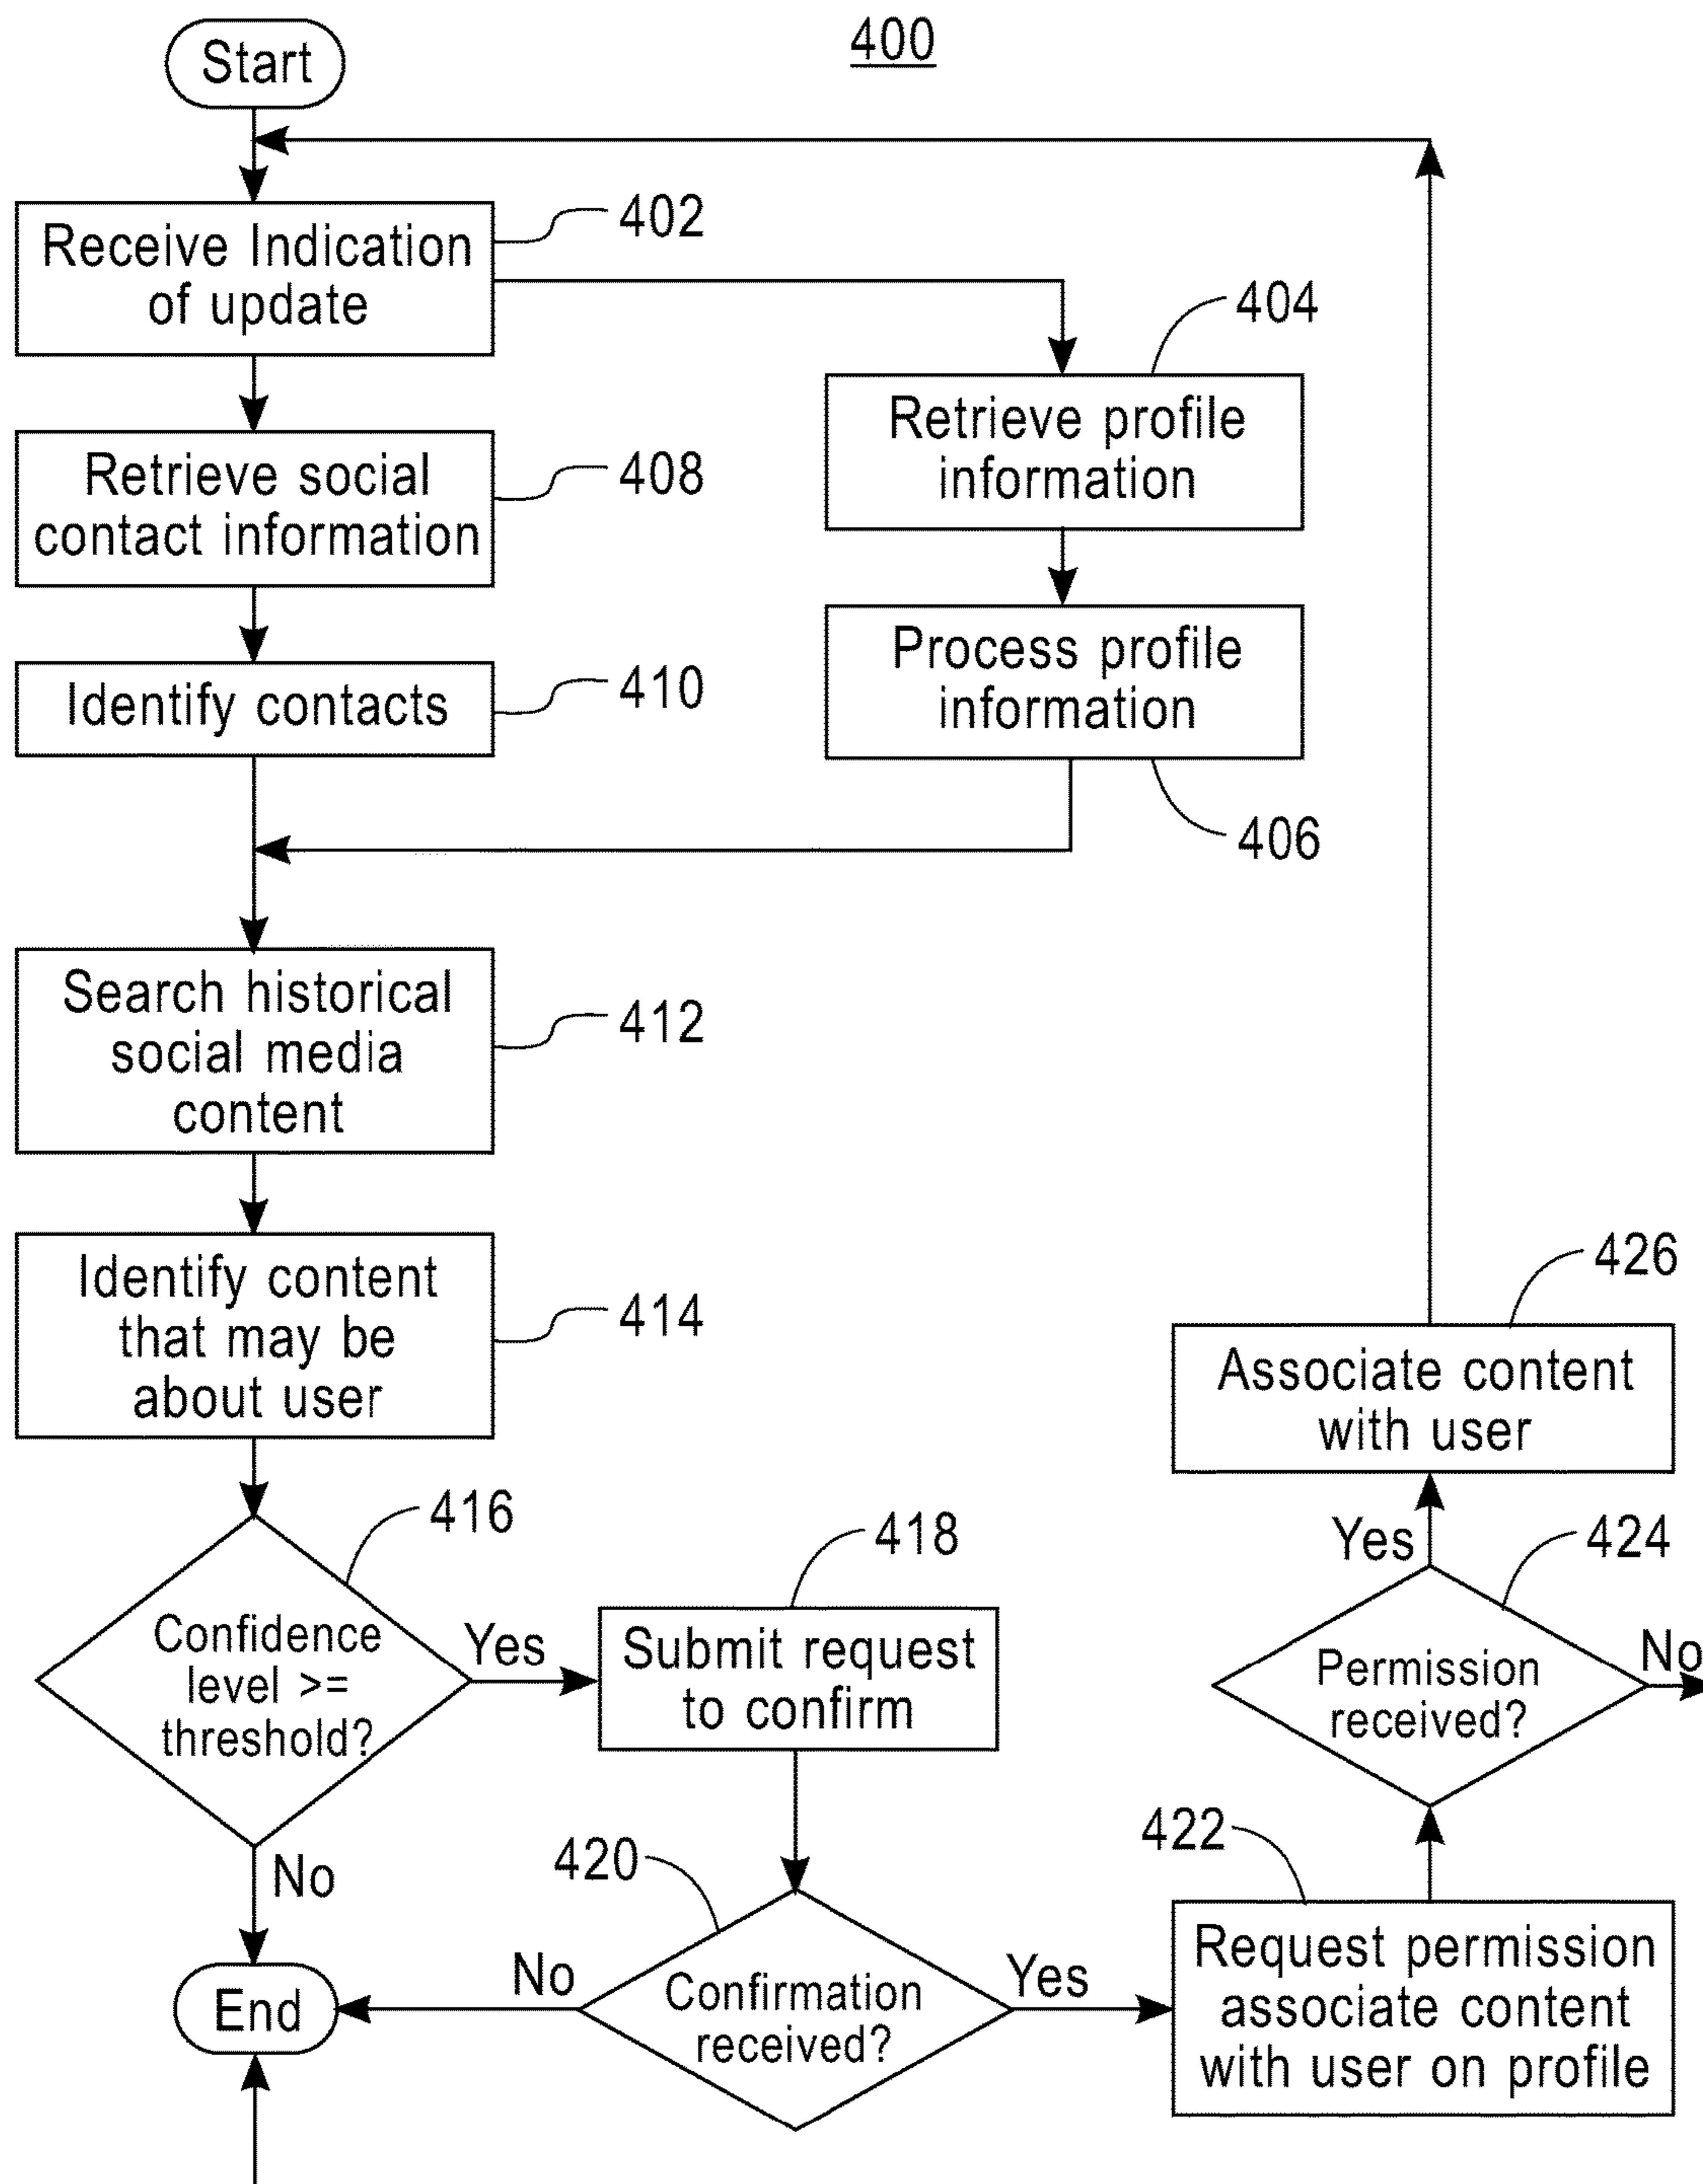 400
Start
Receive Indication
of update
402
404
Retrieve profile
information
Retrieve social
contact information
408
Process profile
information
406
Identify contacts
410
Search historical
social media
content
412
Identify content
that may be
about user
414
426
Associate content
with user
416
Confidence
level >=
threshold?
Yes
No
418
Submit request
to confirm
Yes
424
Permission
received?
No
420
Confirmation
received?
No
Yes
422
Request permission
associate content
with user on profile
End